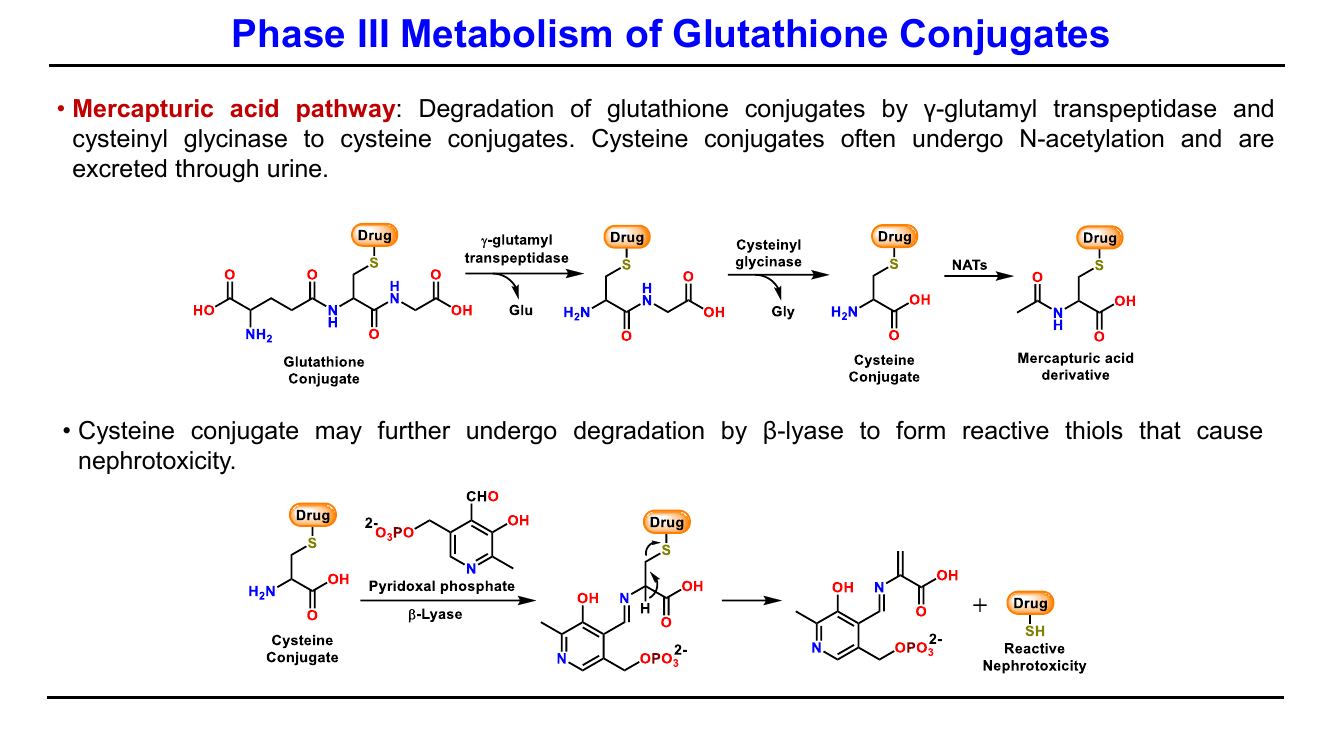 Phase III Metabolism of Glutathione Conjugates
• Mercapturic acid pathway: Degradation of glutathione conjugates by γ-glutamyl transpeptidase and
cysteinyl glycinase to cysteine conjugates. Cysteine conjugates often undergo N-acetylation and are
excreted through urine.
Drug
S
O
HO
NH2
O
N
H
O
H
N
O
OH
Glutathione
Conjugate
γ-glutamyl
transpeptidase
Glu
Drug
S
H2N
O
H
N
O
OH
Cysteinyl
glycinase
Gly
Drug
S
H2N
OH
O
Cysteine
Conjugate
NATs
Drug
S
O
N
H
OH
O
Mercapturic acid
derivative
• Cysteine conjugate may further undergo degradation by β-lyase to form reactive thiols that cause
nephrotoxicity.
Drug
S
H2N
OH
O
Cysteine
Conjugate
CHO
2-O3PO
OH
N
Pyridoxal phosphate
β-Lyase
Drug
S
OH
N
H
OH
O
N
OPO3 2-
OH
N
OH
O
N
OPO3 2-
+
Drug
SH
Reactive
Nephrotoxicity